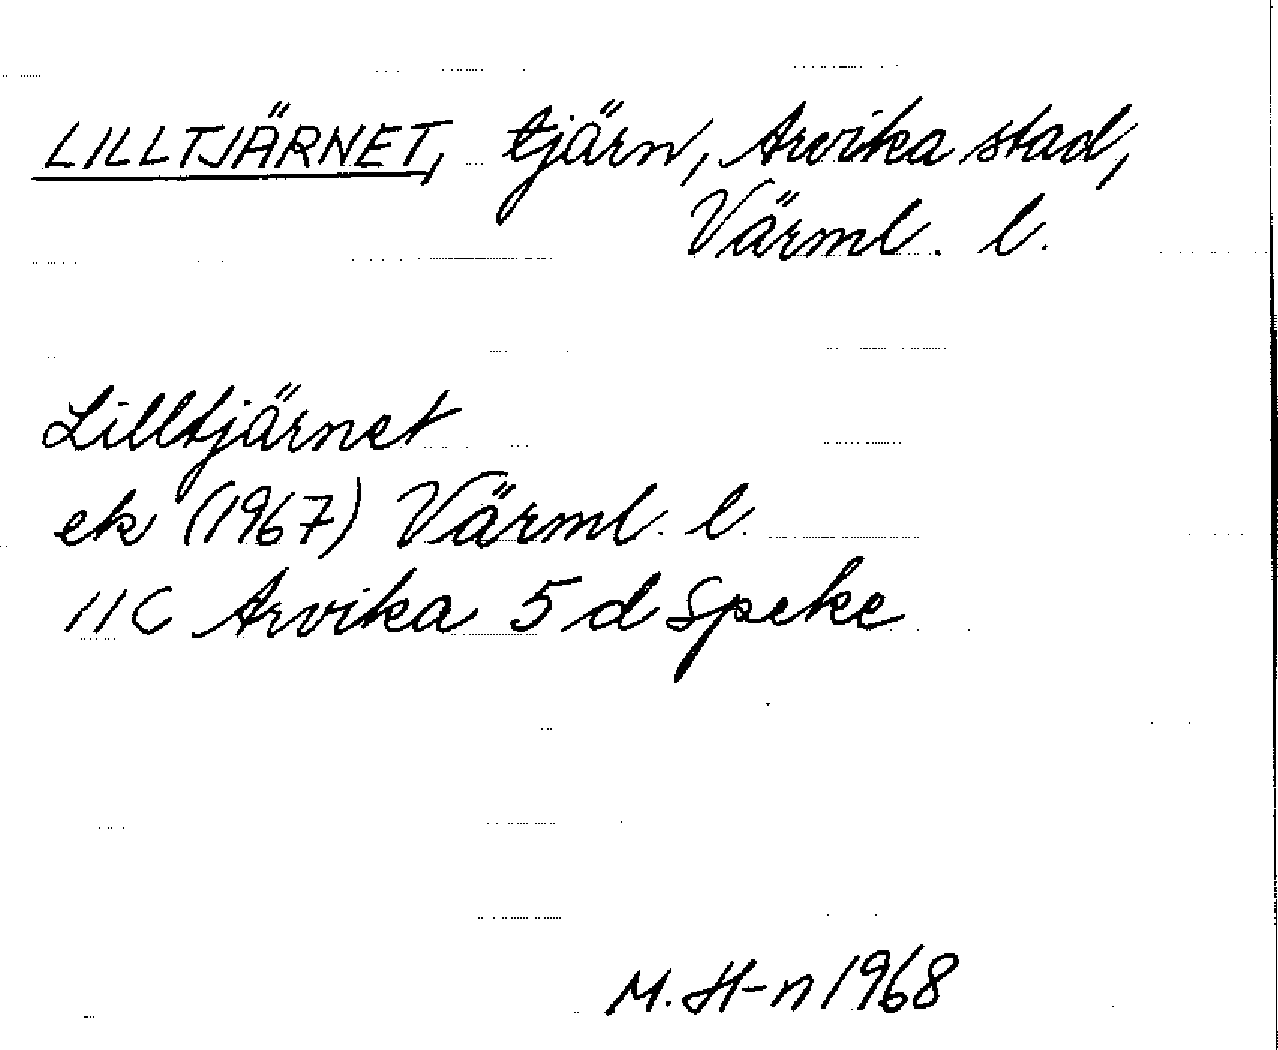 LILLTJÄRNET, tjärn, Arvika stad,
Värml. l.
Lilltjärnet
ek (1967) Värml. l.
11C Arvika 5 d Speke
M. H-n 1968